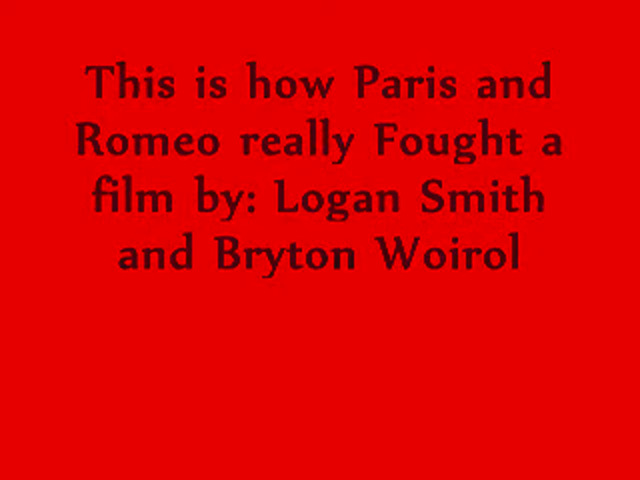 This is how Paris and
Romeo really Fought a
film by: Logan Smith
and Bryton Woirol